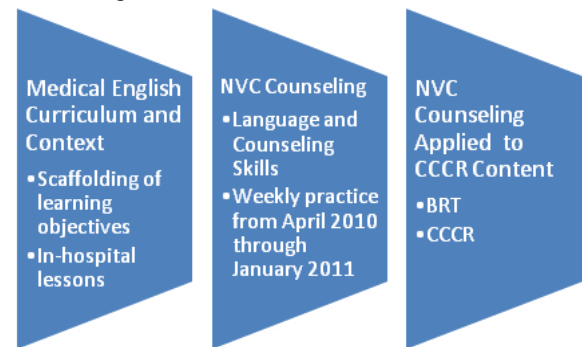 Medical English
Curriculum and
Context
•Scaffolding of
learning
objectives
•In-hospital
lessons
NVC Counseling
•Language and
Counseling
Skills
•Weekly practice
from April 2010
through
January 2011
NVC
Counseling
Applied to
CCCR Content
•BRT
•CCCR